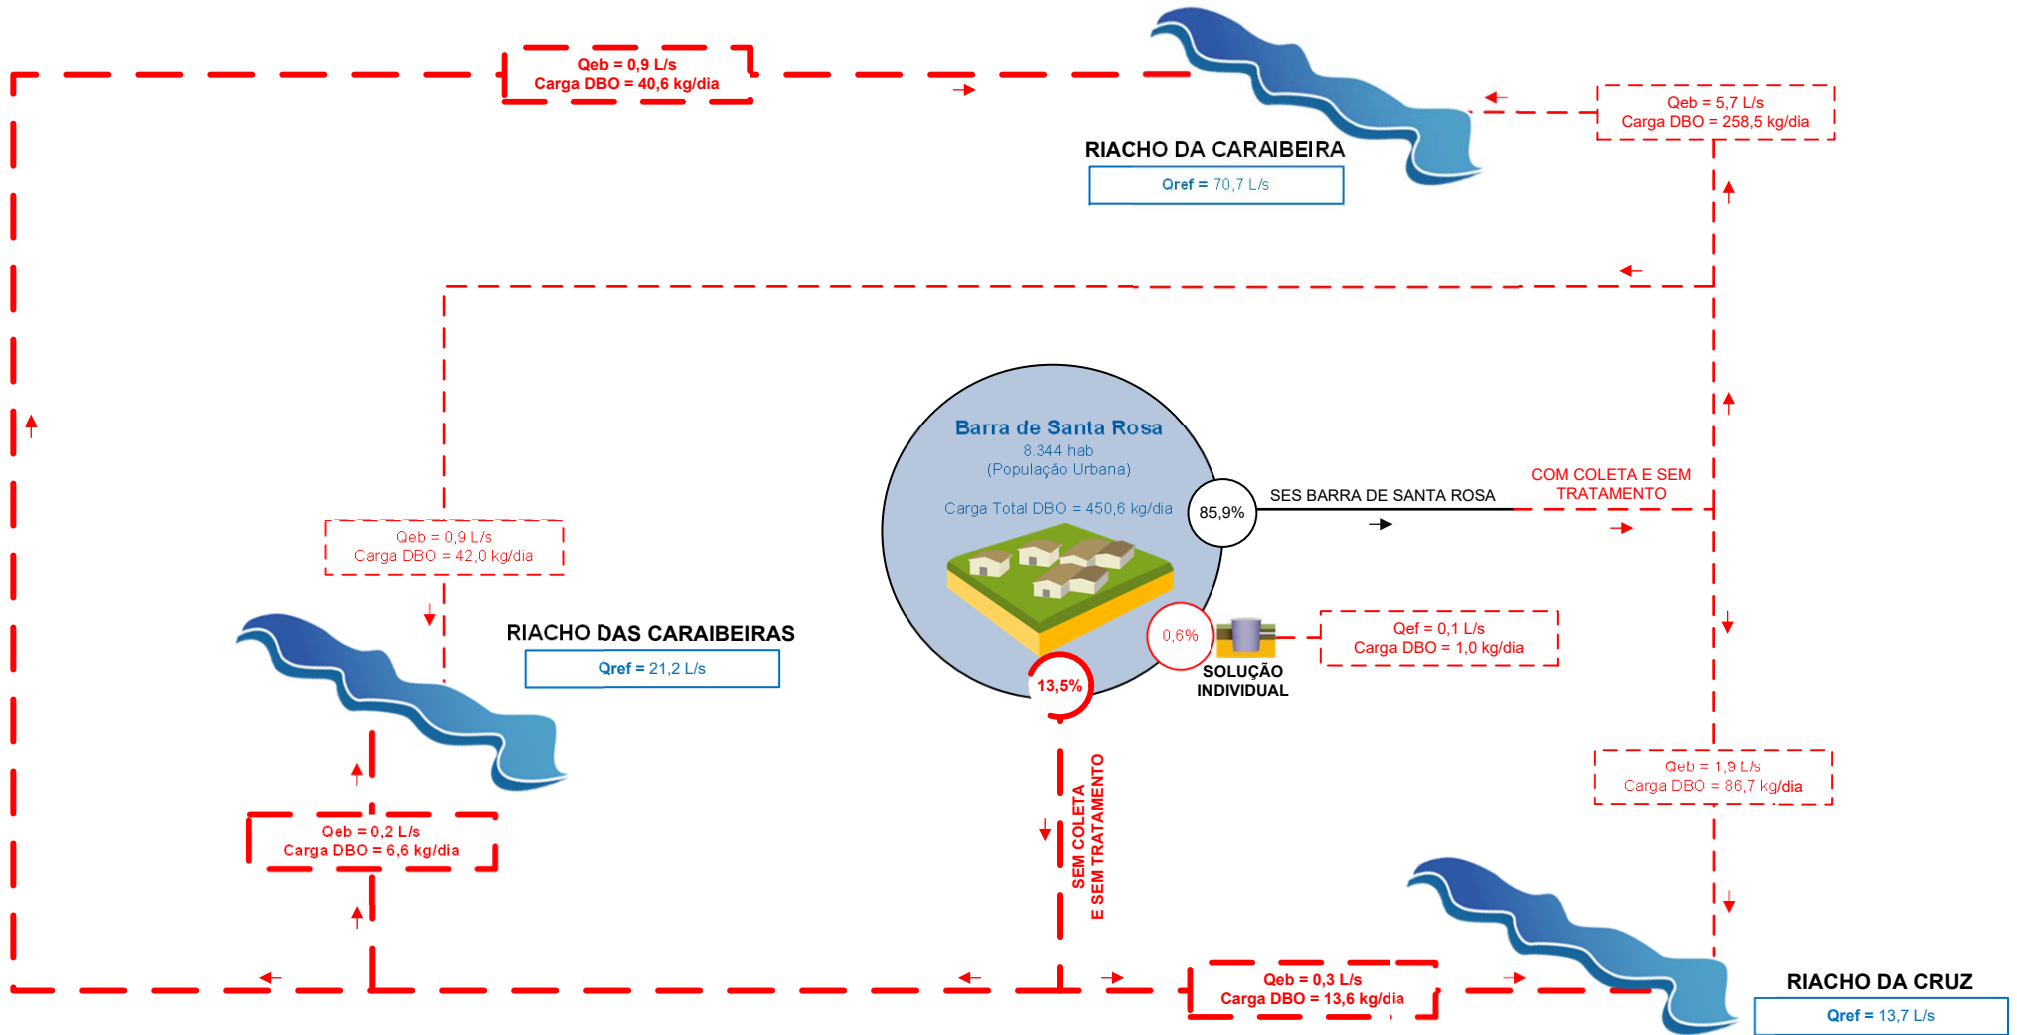 Qeb = 0,9 L/s
Carga DBO = 40,6 kg/dia
Qeb = 5,7 L/s
Carga DBO = 258,5 kg/dia
RIACHO DA CARAIBEIRA
Qref = 70,7 L/s
Barra de Santa Rosa
8.344 hab
(População Urbana)
Carga Total DBO = 450,6 kg/dia
85,9%
SES BARRA DE SANTA ROSA
COM COLETA E SEM
TRATAMENTO
Qeb = 0,9 L/s
Carga DBO = 42,0 kg/dia
RIACHO DAS CARAIBEIRAS
Qref = 21,2 L/s
0,6%
SOLUÇÃO
INDIVIDUAL
Qef = 0,1 L/s
Carga DBO = 1,0 kg/dia
13,5%
SEM COLETA
E SEM TRATAMENTO
Qeb = 1,9 L/s
Carga DBO = 86,7 kg/dia
Qeb = 0,2 L/s
Carga DBO = 6,6 kg/dia
Qeb = 0,3 L/s
Carga DBO = 13,6 kg/dia
RIACHO DA CRUZ
Qref = 13,7 L/s